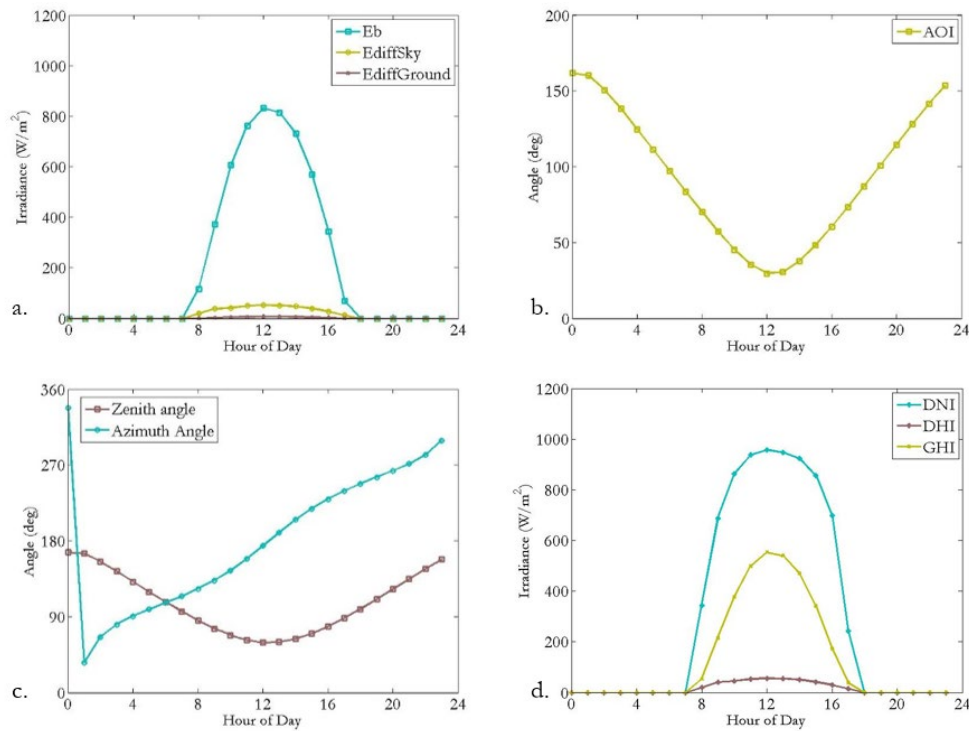 1200
1000
800
600
400
200
0
Irradiance (W/m²)
Eb
EdiffSky
EdiffGround
a.
0 4 8 12 16 20 24
Hour of Day
200
150
100
50
0
Angle (deg)
AOI
b.
0 4 8 12 16 20 24
Hour of Day
360
270
180
90
0
Angle (deg)
Zenith angle
Azimuth Angle
c.
0 4 8 12 16 20 24
Hour of Day
1200
1000
800
600
400
200
0
Irradiance (W/m²)
DNI
DHI
GHI
d.
0 4 8 12 16 20 24
Hour of Day